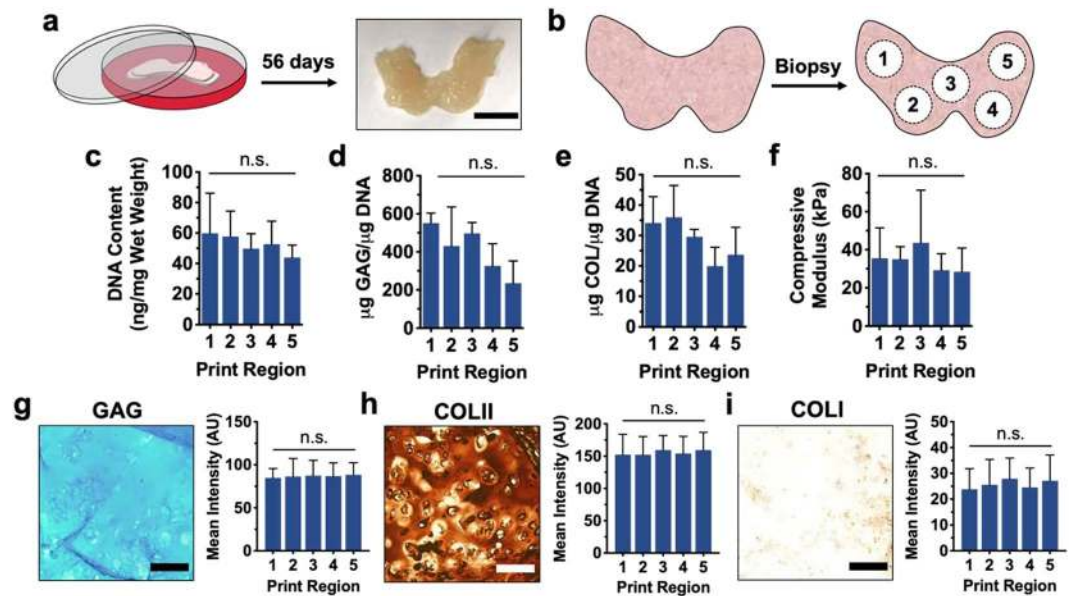 a
56 days
b
Biopsy
1
2
3
4
5
c
n.s.
DNA Content
(ng/mg Wet Weight)
100
80
60
40
20
0
1 2 3 4 5
Print Region
d
n.s.
μg GAG/μg DNA
800
600
400
200
0
1 2 3 4 5
Print Region
e
n.s.
μg COL/μg DNA
50
40
30
20
10
0
1 2 3 4 5
Print Region
f
n.s.
Compressive
Modulus (kPa)
80
60
40
20
0
1 2 3 4 5
Print Region
g
GAG
n.s.
Mean Intensity (AU)
150
100
50
0
1 2 3 4 5
Print Region
h
COLII
n.s.
Mean Intensity (AU)
200
150
100
50
0
1 2 3 4 5
Print Region
i
COLI
n.s.
Mean Intensity (AU)
50
40
30
20
10
0
1 2 3 4 5
Print Region